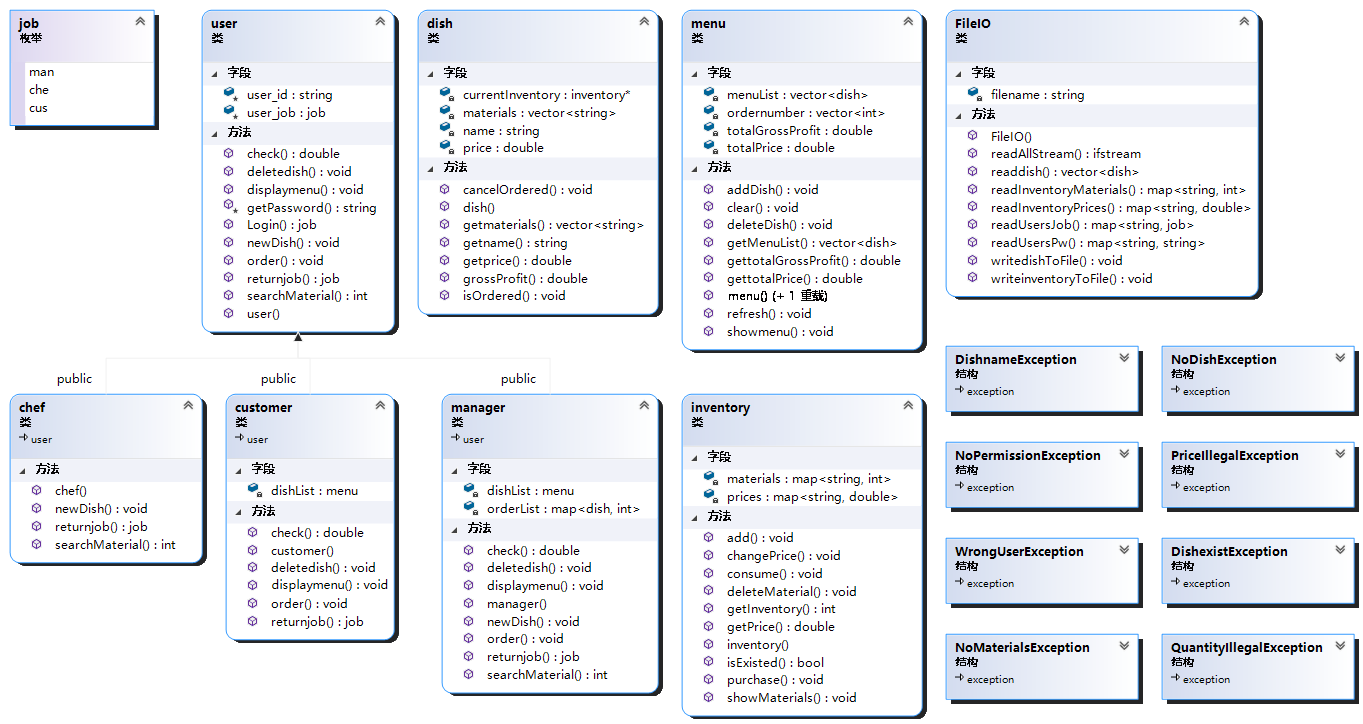 job
枚举
man
che
cus
user
类
字段
user_id : string
user_job : job
方法
check() : double
deletedish() : void
displaymenu() : void
getPassword() : string
Login() : job
newDish() : void
order() : void
returnjob() : job
searchMaterial() : int
user()
dish
类
字段
currentInventory : inventory*
materials : vector<string>
name : string
price : double
方法
cancelOrdered() : void
dish()
getmaterials() : vector<string>
getname() : string
getprice() : double
grossProfit() : double
isOrdered() : void
menu
类
字段
menuList : vector<dish>
ordernumber : vector<int>
totalGrossProfit : double
totalPrice : double
方法
addDish() : void
clear() : void
deleteDish() : void
getMenuList() : vector<dish>
gettotalGrossProfit() : double
gettotalPrice() : double
menu() (+ 1 重载)
refresh() : void
showmenu() : void
FileIO
类
字段
filename : string
方法
FileIO()
readAllStream() : ifstream
readdish() : vector<dish>
readInventoryMaterials() : map<string, int>
readInventoryPrices() : map<string, double>
readUsersJob() : map<string, job>
readUsersPw() : map<string, string>
writedishToFile() : void
writeinventoryToFile() : void
public
public
public
chef
类
user
方法
chef()
newDish() : void
returnjob() : job
searchMaterial() : int
customer
类
user
字段
dishList : menu
方法
check() : double
customer()
deletedish() : void
displaymenu() : void
order() : void
returnjob() : job
manager
类
user
字段
dishList : menu
orderList : map<dish, int>
方法
check() : double
deletedish() : void
displaymenu() : void
manager()
newDish() : void
order() : void
returnjob() : job
searchMaterial() : int
inventory
类
字段
materials : map<string, int>
prices : map<string, double>
方法
add() : void
changePrice() : void
consume() : void
deleteMaterial() : void
getInventory() : int
getPrice() : double
inventory()
isExisted() : bool
purchase() : void
showMaterials() : void
DishnameException
结构
exception
NoDishException
结构
exception
NoPermissionException
结构
exception
PriceIllegalException
结构
exception
WrongUserException
结构
exception
DishexistException
结构
exception
NoMaterialsException
结构
exception
QuantityIllegalException
结构
exception